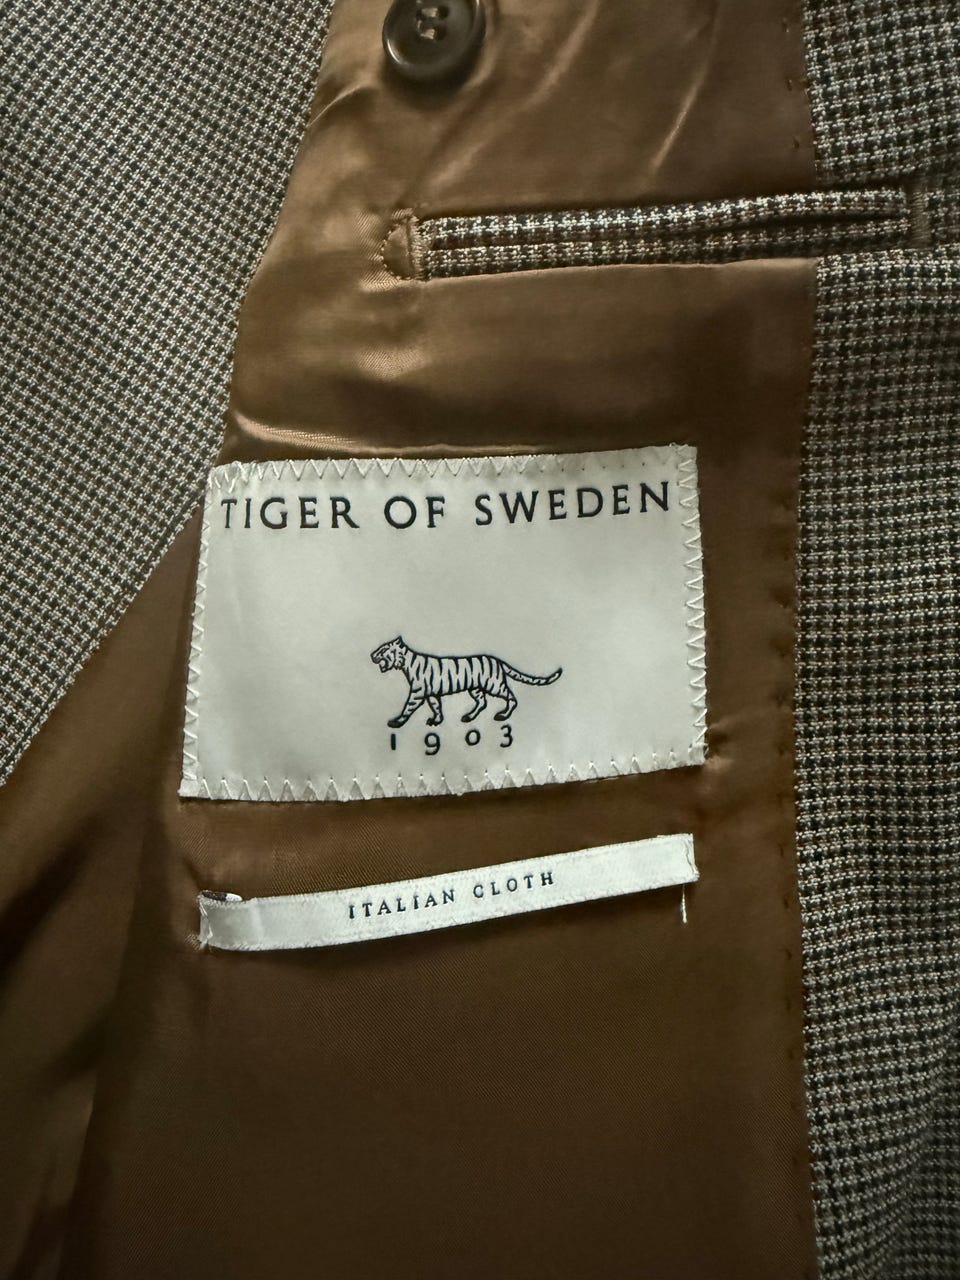 TIGER OF SWEDEN
1903
ITALIAN CLOTH